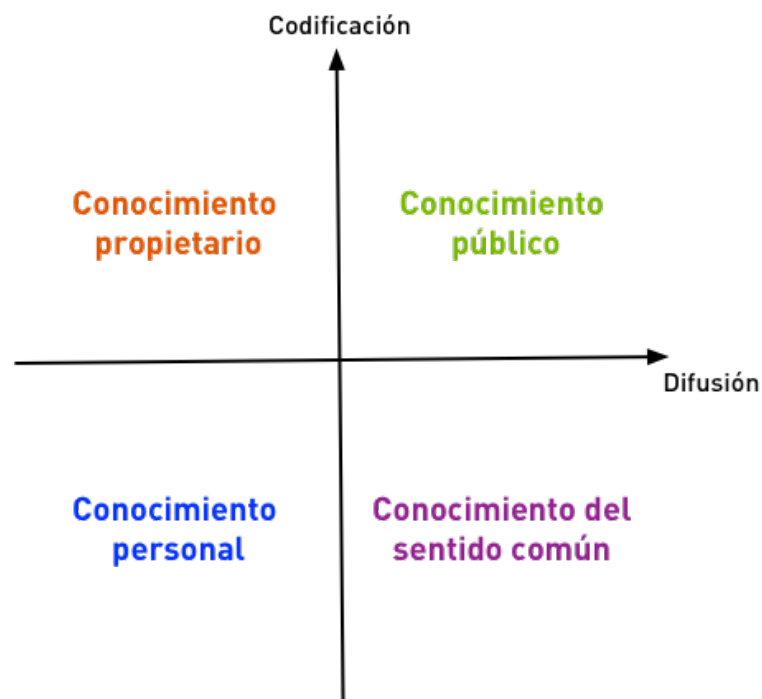 Codificación
Conocimiento
propietario
Conocimiento
público
Difusión
Conocimiento
personal
Conocimiento del
sentido común